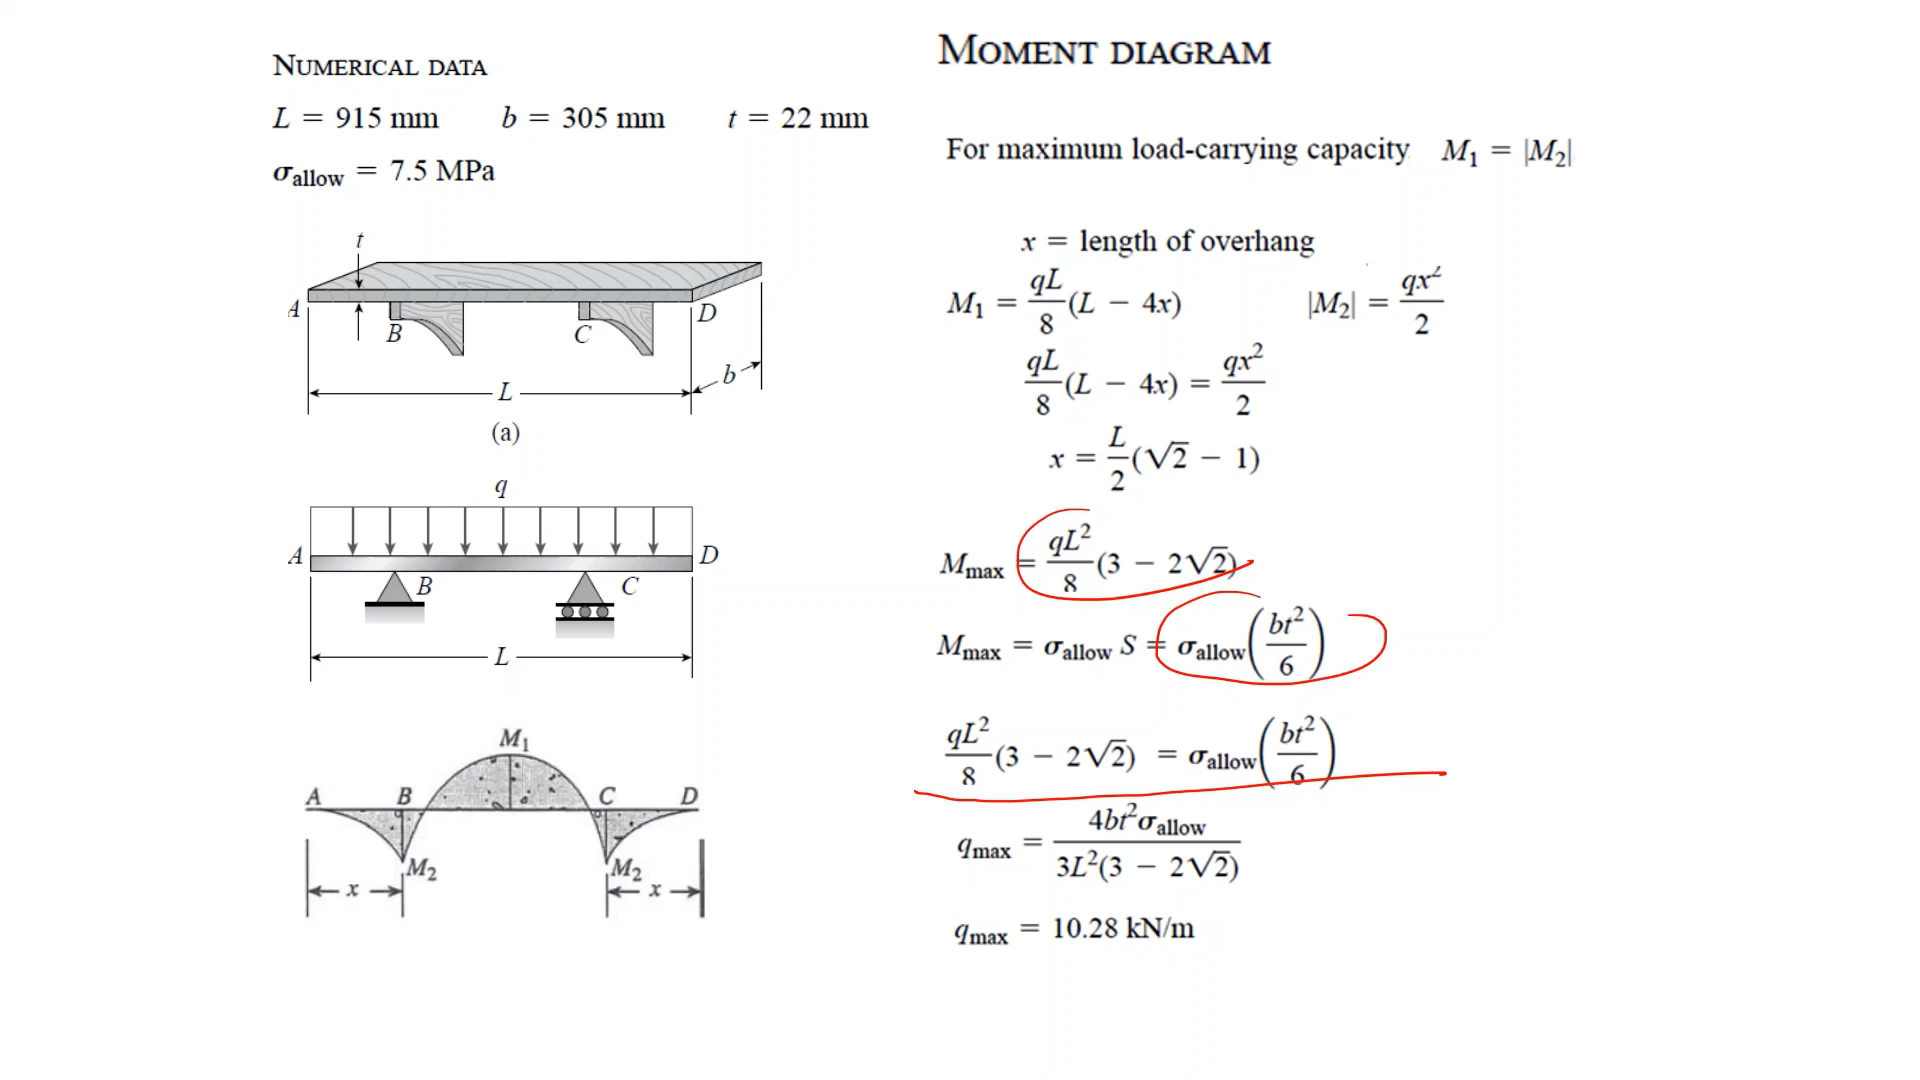 NUMERICAL DATA
L = 915 mm b = 305 mm t = 22 mm
σallow = 7.5 MPa
t
A
B
C
D
b
L
(a)
q
A
D
B
C
L
M₁
A B C D
M₂
M₂
x
x
MOMENT DIAGRAM
For maximum load-carrying capacity M₁ = |M₂|
x = length of overhang
M₁ = qL/8 (L − 4x) |M₂| = qx²/2
qL/8 (L − 4x) = qx²/2
x = L/2 (√2 − 1)
Mmax = qL²/8 (3 − 2√2)
Mmax = σallow S = σallow (bt²/6)
qL²/8 (3 − 2√2) = σallow (bt²/6)
qmax = 4bt²σallow / 3L²(3 − 2√2)
qmax = 10.28 kN/m